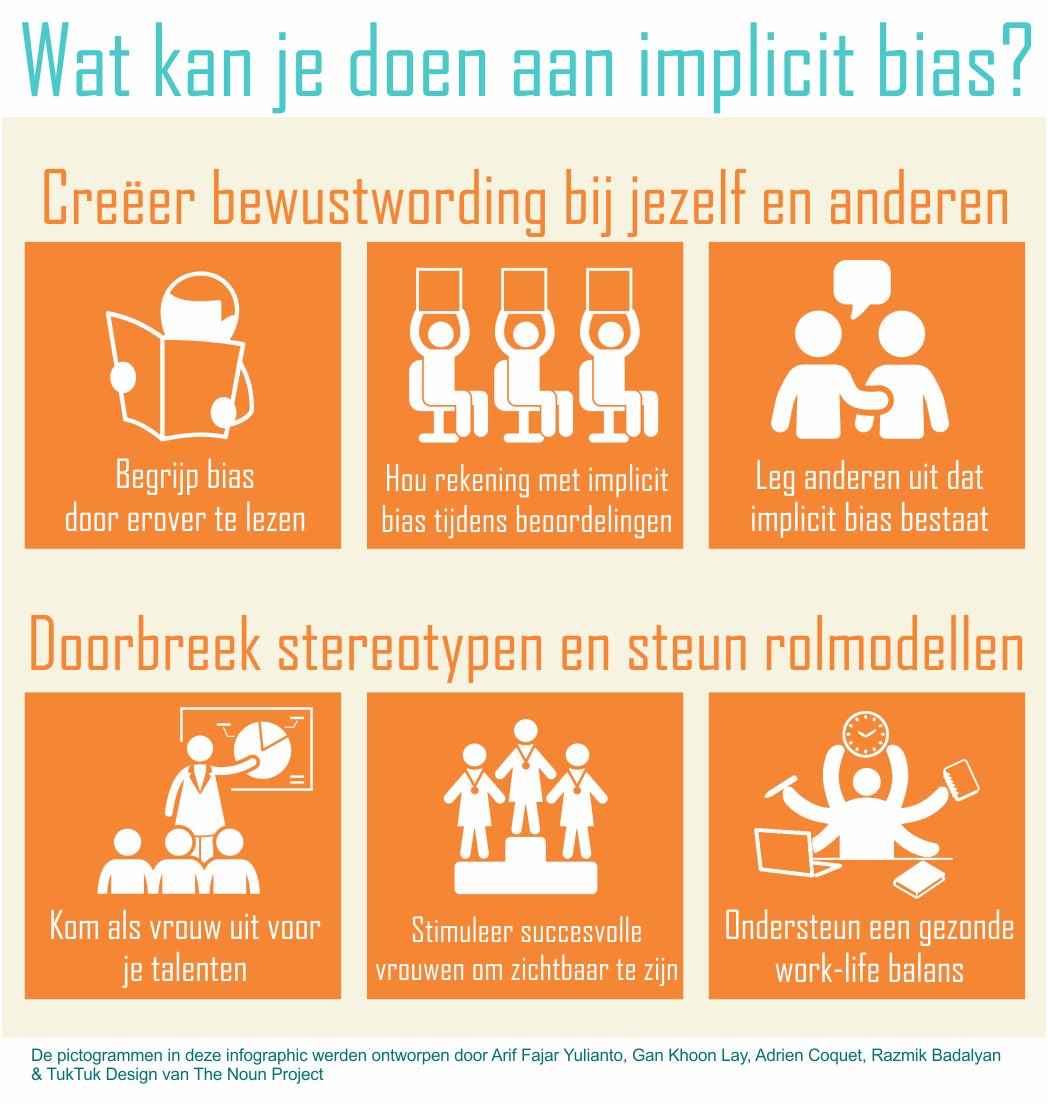 Wat kan je doen aan implicit bias?
Creëer bewustwording bij jezelf en anderen
Begrijp bias
door erover te lezen
Hou rekening met implicit
bias tijdens beoordelingen
Leg anderen uit dat
implicit bias bestaat
Doorbreek stereotypen en steun rolmodellen
Kom als vrouw uit voor
je talenten
Stimuleer succesvolle
vrouwen om zichtbaar te zijn
Ondersteun een gezonde
work-life balans
De pictogrammen in deze infographic werden ontworpen door Arif Fajar Yulianto, Gan Khoon Lay, Adrien Coquet, Razmik Badalyan
& TukTuk Design van The Noun Project